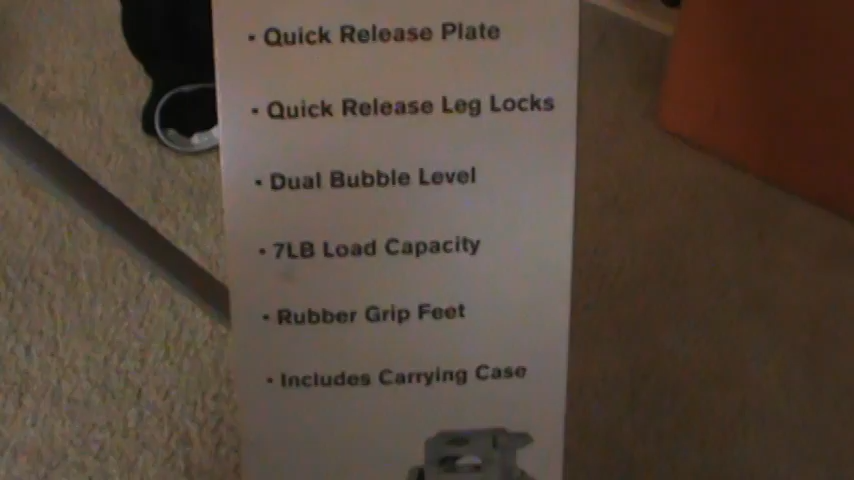 • Quick Release Plate
• Quick Release Leg Locks
• Dual Bubble Level
• 7LB Load Capacity
• Rubber Grip Feet
• Includes Carrying Case